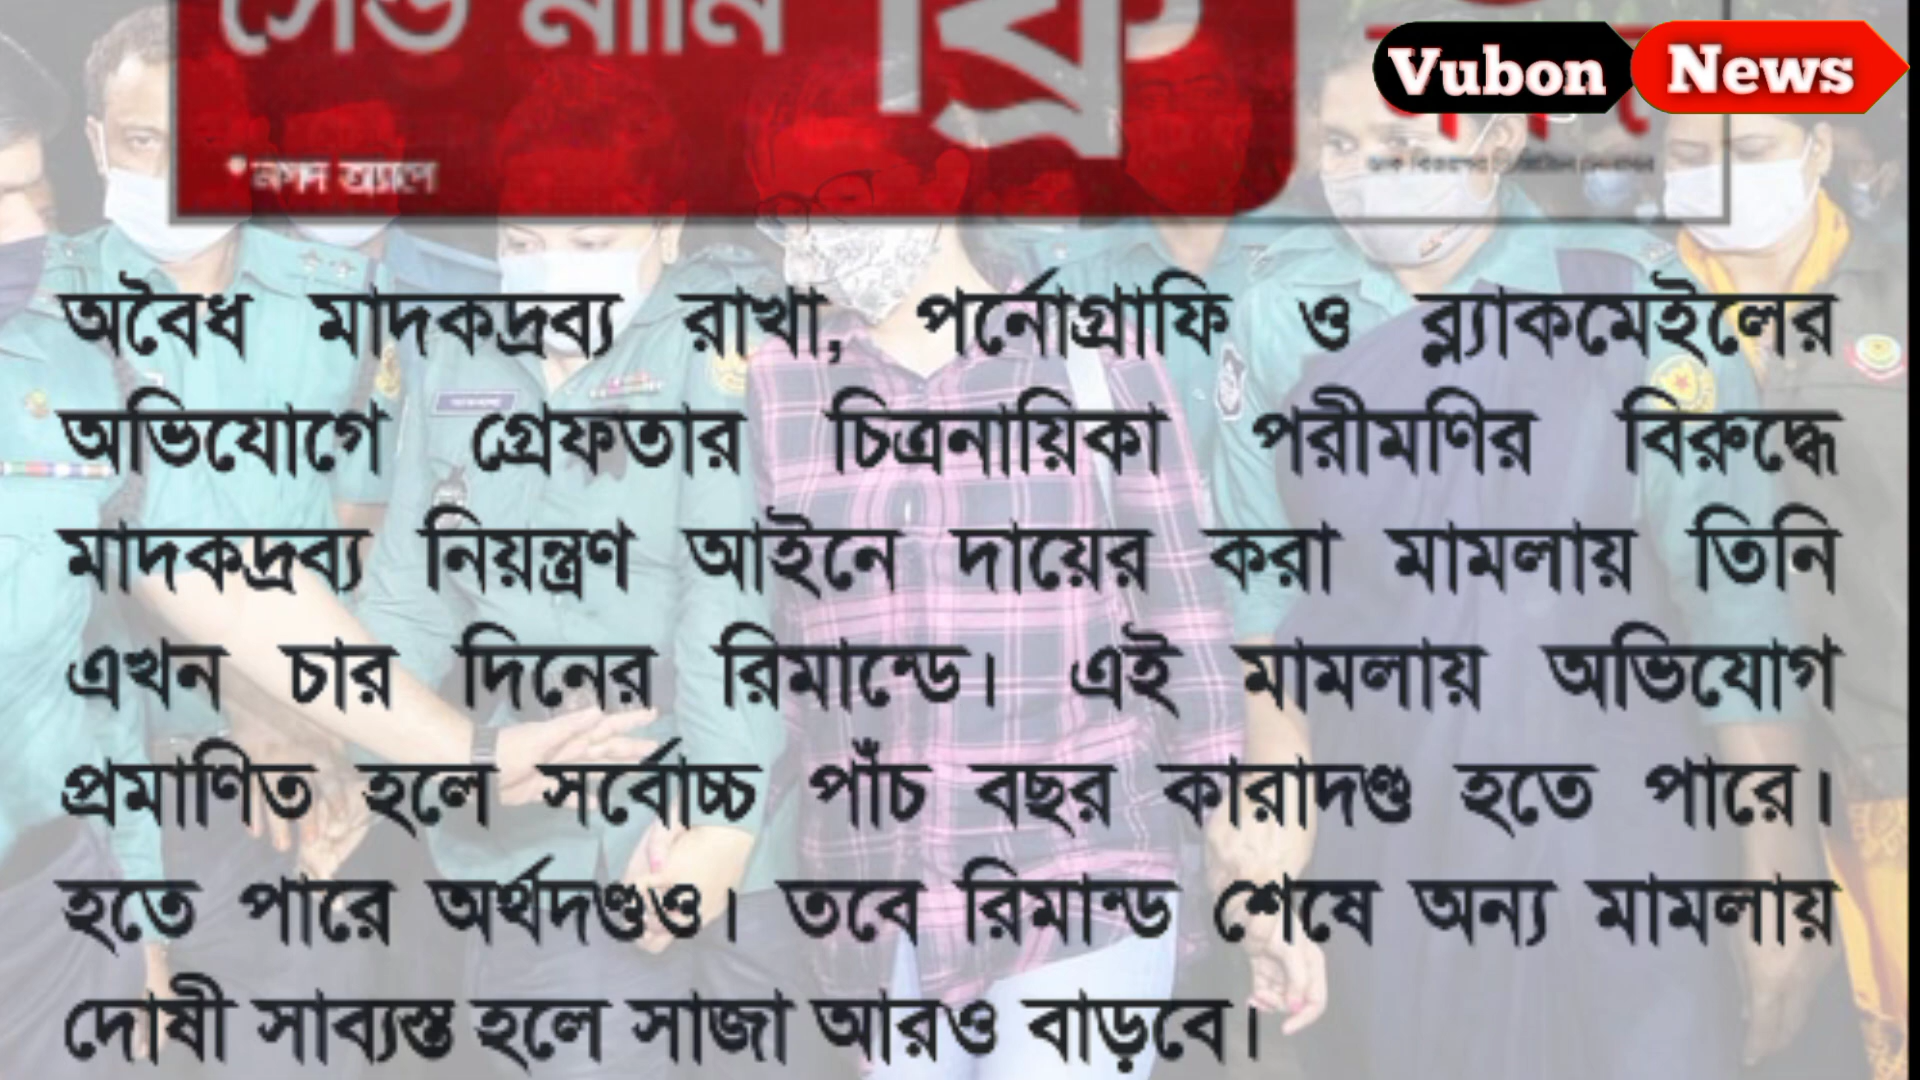 সেন্ড মানি ফ্রি
Vubon News
*নগদ অ্যাপে
অবৈধ মাদকদ্রব্য রাখা, পর্নোগ্রাফি ও ব্ল্যাকমেইলের
অভিযোগে গ্রেফতার চিত্রনায়িকা পরীমণির বিরুদ্ধে
মাদকদ্রব্য নিয়ন্ত্রণ আইনে দায়ের করা মামলায় তিনি
এখন চার দিনের রিমান্ডে। এই মামলায় অভিযোগ
প্রমাণিত হলে সর্বোচ্চ পাঁচ বছর কারাদণ্ড হতে পারে।
হতে পারে অর্থদণ্ডও। তবে রিমান্ড শেষে অন্য মামলায়
দোষী সাব্যস্ত হলে সাজা আরও বাড়বে।